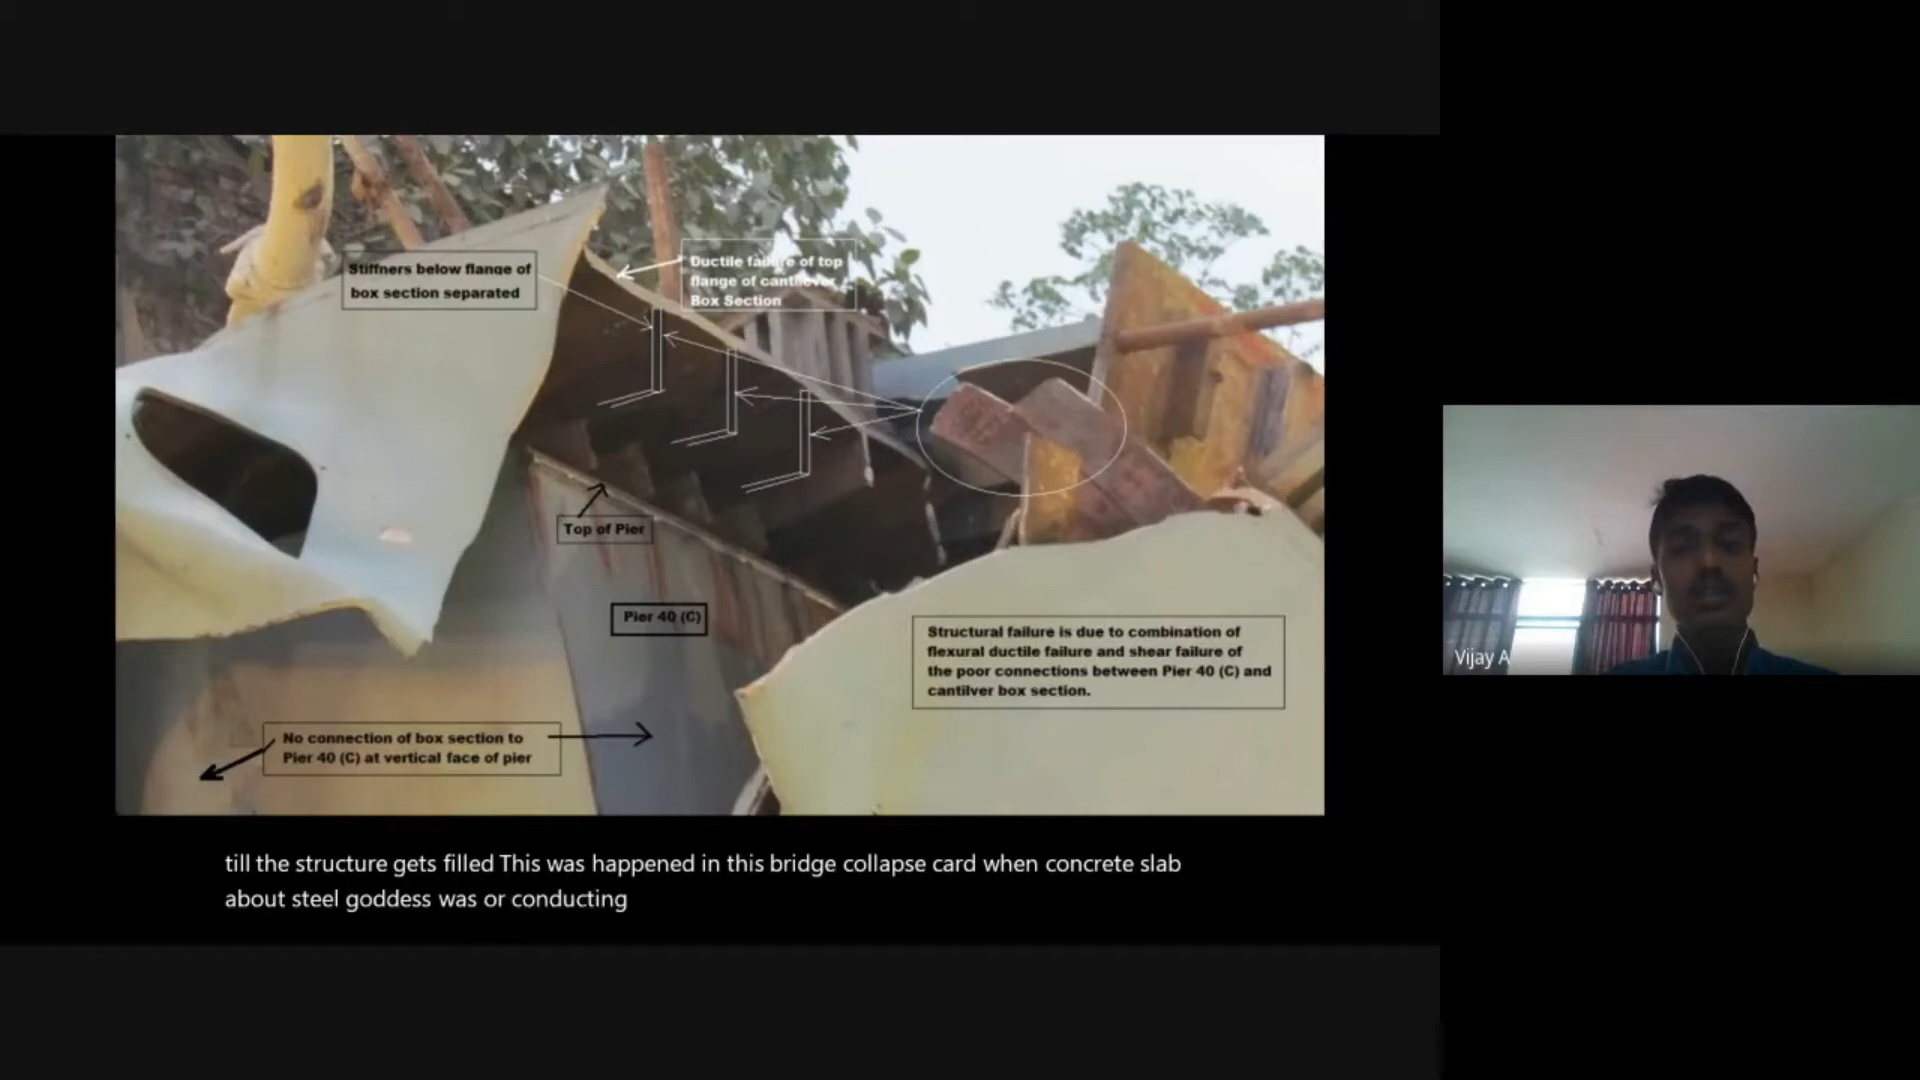 Stiffners below flange of
box section separated
Ductile failure of top
flange of cantilever
Box Section
Top of Pier
Pier 40 (C)
Structural failure is due to combination of
flexural ductile failure and shear failure of
the poor connections between Pier 40 (C) and
cantilver box section.
No connection of box section to
Pier 40 (C) at vertical face of pier
Vijay A
till the structure gets filled This was happened in this bridge collapse card when concrete slab
about steel goddess was or conducting